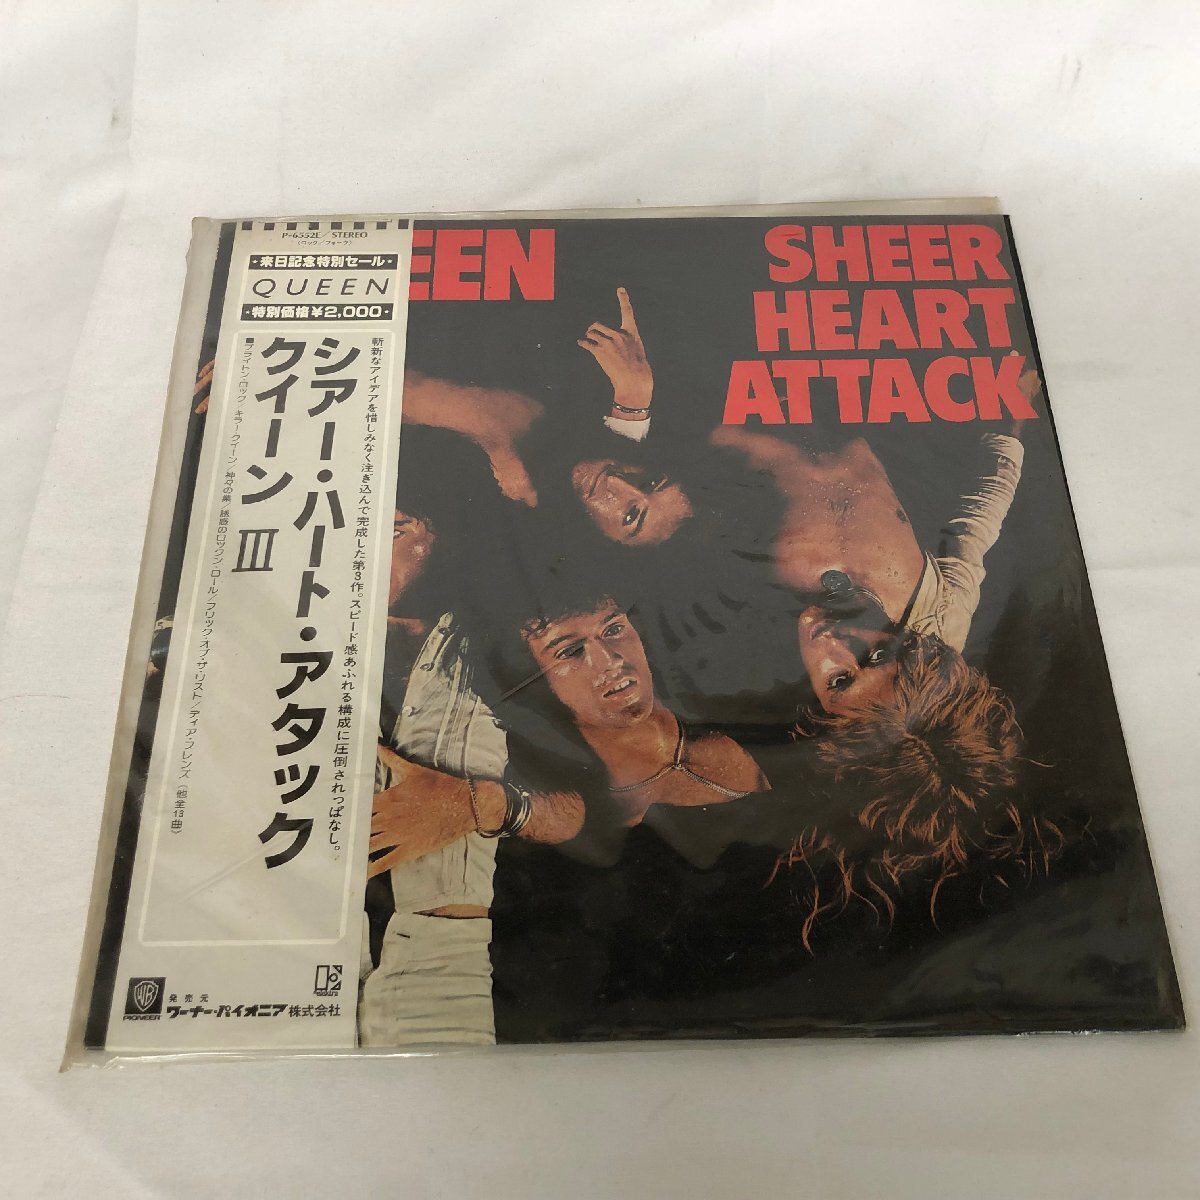 P-6552E/STEREO
(ロック/フォーク)
★来日記念特別セール★
QUEEN
★特別価格¥2,000★
斬新なアイデアを惜しみなく注ぎ込んで完成した第3作。スピード感あふれる構成に圧倒されっぱなし。
シアー・ハート・アタック
クイーンⅢ
■ブライトン・ロック/キラー・クイーン/神々の業/誘惑のロックン・ロール/フリック・オブ・ザ・リスト/ディア・フレンズ(他全13曲)
WB
PIONEER
発売元
ワーナー・パイオニア株式会社
EEN
SHEER
HEART
ATTACK